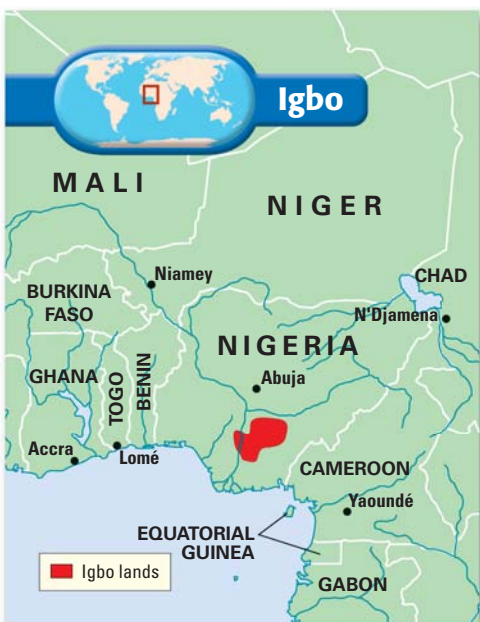 Igbo
MALI
NIGER
Niamey
CHAD
BURKINA
FASO
N'Djamena
NIGERIA
GHANA
TOGO
BENIN
Abuja
Accra
Lomé
CAMEROON
Yaoundé
EQUATORIAL
GUINEA
Igbo lands
GABON